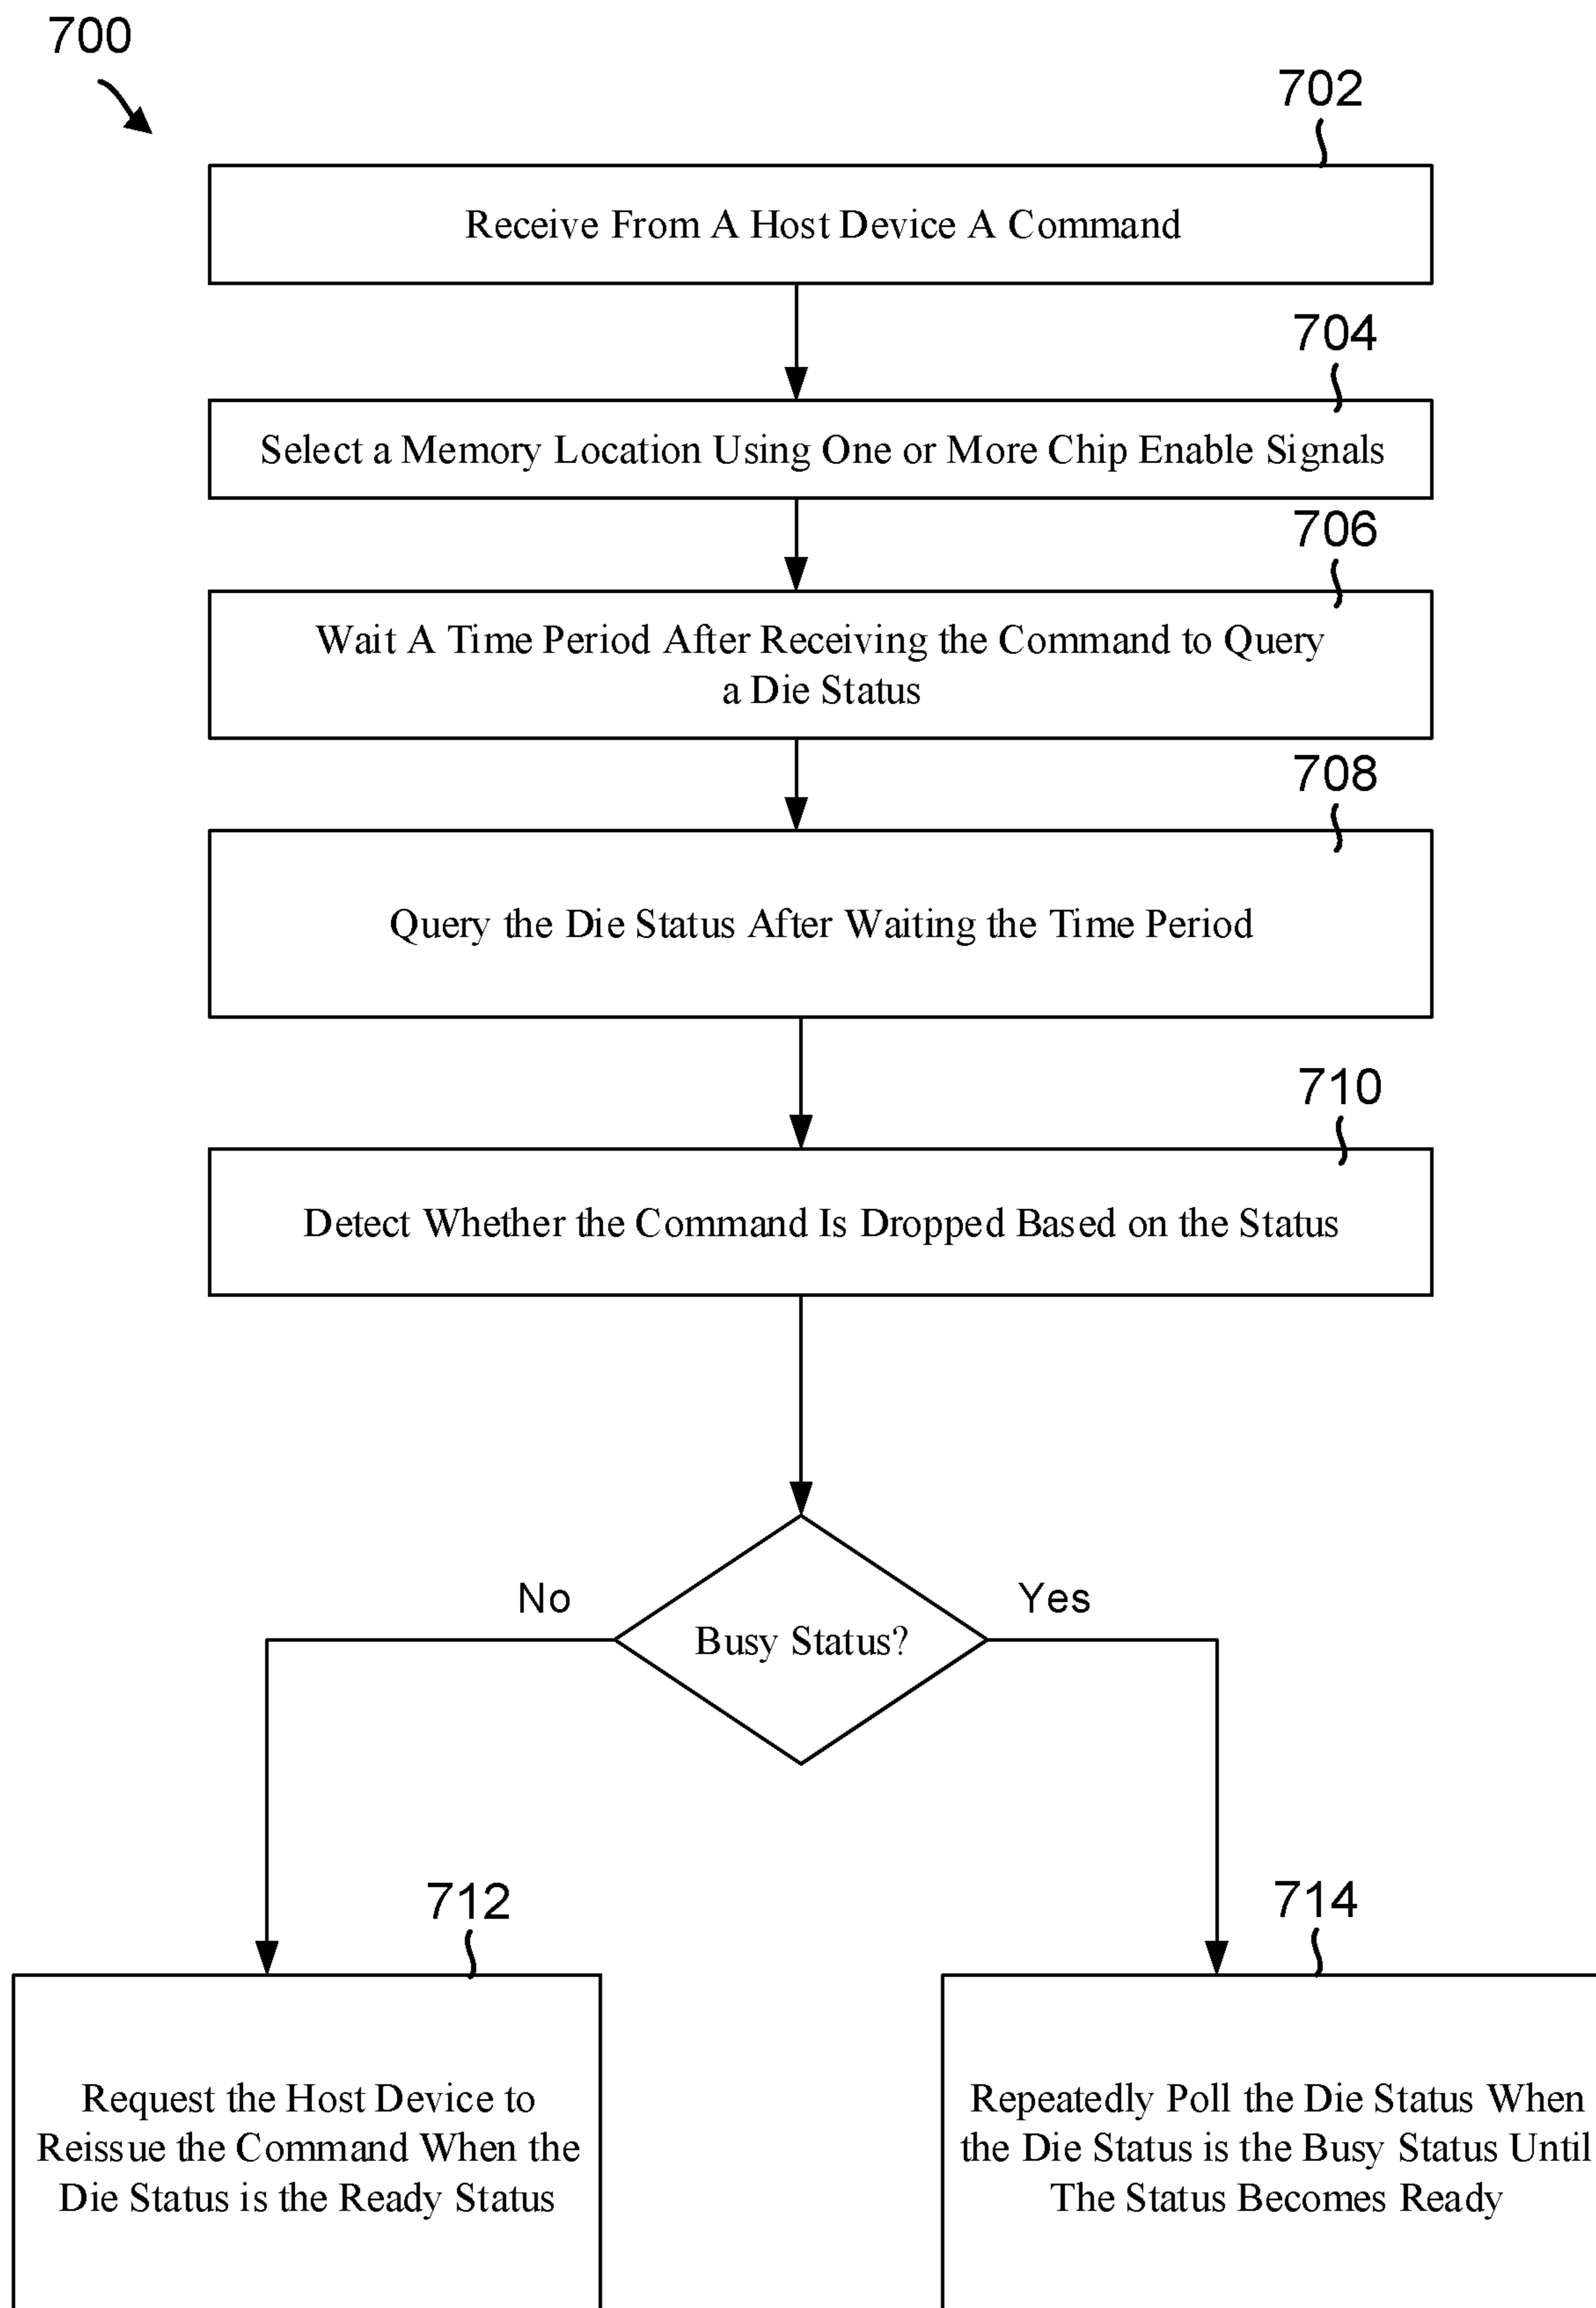 700
702
Receive From A Host Device A Command
704
Select a Memory Location Using One or More Chip Enable Signals
706
Wait A Time Period After Receiving the Command to Query
a Die Status
708
Query the Die Status After Waiting the Time Period
710
Detect Whether the Command Is Dropped Based on the Status
No
Yes
Busy Status?
712
714
Request the Host Device to
Reissue the Command When the
Die Status is the Ready Status
Repeatedly Poll the Die Status When
the Die Status is the Busy Status Until
The Status Becomes Ready